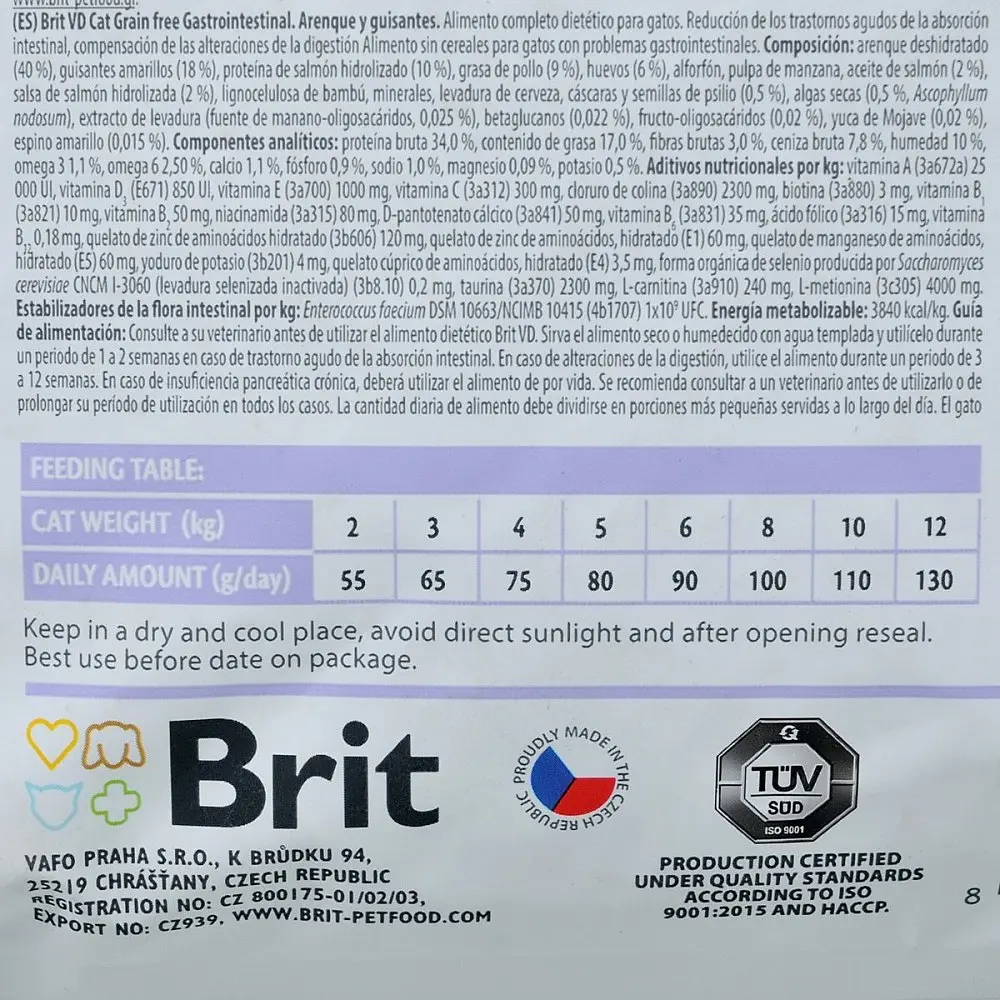 www.brit-petfood.gr.
(ES) Brit VD Cat Grain free Gastrointestinal. Arenque y guisantes. Alimento completo dietético para gatos. Reducción de los trastornos agudos de la absorción
intestinal, compensación de las alteraciones de la digestión Alimento sin cereales para gatos con problemas gastrointestinales. Composición: arenque deshidratado
(40 %), guisantes amarillos (18 %), proteína de salmón hidrolizado (10 %), grasa de pollo (9 %), huevos (6 %), alforfón, pulpa de manzana, aceite de salmón (2 %),
salsa de salmón hidrolizada (2 %), lignocelulosa de bambú, minerales, levadura de cerveza, cáscaras y semillas de psilio (0,5 %), algas secas (0,5 %, Ascophyllum
nodosum), extracto de levadura (fuente de manano-oligosacáridos, 0,025 %), betaglucanos (0,022 %), fructo-oligosacáridos (0,02 %), yuca de Mojave (0,02 %),
espino amarillo (0,015 %). Componentes analíticos: proteína bruta 34,0 %, contenido de grasa 17,0 %, fibras brutas 3,0 %, ceniza bruta 7,8 %, humedad 10 %,
omega 3 1,1 %, omega 6 2,50 %, calcio 1,1 %, fósforo 0,9 %, sodio 1,0 %, magnesio 0,09 %, potasio 0,5 %. Aditivos nutricionales por kg: vitamina A (3a672a) 25
000 UI, vitamina D₃ (E671) 850 UI, vitamina E (3a700) 1000 mg, vitamina C (3a312) 300 mg, cloruro de colina (3a890) 2300 mg, biotina (3a880) 3 mg, vitamina B₁
(3a821) 10 mg, vitamina B₂ 50 mg, niacinamida (3a315) 80 mg, D-pantotenato cálcico (3a841) 50 mg, vitamina B₆ (3a831) 35 mg, ácido fólico (3a316) 15 mg, vitamina
B₁₂ 0,18 mg, quelato de zinc de aminoácidos hidratado (3b606) 120 mg, quelato de zinc de aminoácidos, hidratado (E1) 60 mg, quelato de manganeso de aminoácidos,
hidratado (E5) 60 mg, yoduro de potasio (3b201) 4 mg, quelato cúprico de aminoácidos, hidratado (E4) 3,5 mg, forma orgánica de selenio producida por Saccharomyces
cerevisiae CNCM I-3060 (levadura selenizada inactivada) (3b8.10) 0,2 mg, taurina (3a370) 2300 mg, L-carnitina (3a910) 240 mg, L-metionina (3c305) 4000 mg.
Estabilizadores de la flora intestinal por kg: Enterococcus faecium DSM 10663/NCIMB 10415 (4b1707) 1x10⁹ UFC. Energía metabolizable: 3840 kcal/kg. Guía
de alimentación: Consulte a su veterinario antes de utilizar el alimento dietético Brit VD. Sirva el alimento seco o humedecido con agua templada y utilícelo durante
un periodo de 1 a 2 semanas en caso de trastorno agudo de la absorción intestinal. En caso de alteraciones de la digestión, utilice el alimento durante un periodo de 3
a 12 semanas. En caso de insuficiencia pancreática crónica, deberá utilizar el alimento de por vida. Se recomienda consultar a un veterinario antes de utilizarlo o de
prolongar su período de utilización en todos los casos. La cantidad diaria de alimento debe dividirse en porciones más pequeñas servidas a lo largo del día. El gato
FEEDING TABLE:
CAT WEIGHT (kg) 2 3 4 5 6 8 10 12
DAILY AMOUNT (g/day) 55 65 75 80 90 100 110 130
Keep in a dry and cool place, avoid direct sunlight and after opening reseal.
Best use before date on package.
Brit
PROUDLY MADE IN THE CZECH REPUBLIC
TÜV
SÜD
ISO 9001
VAFO PRAHA S.R.O., K BRŮDKU 94,
25219 CHRÁŠŤANY, CZECH REPUBLIC
REGISTRATION NO: CZ 800175-01/02/03,
EXPORT NO: CZ939, WWW.BRIT-PETFOOD.COM
PRODUCTION CERTIFIED
UNDER QUALITY STANDARDS
ACCORDING TO ISO
9001:2015 AND HACCP.
8